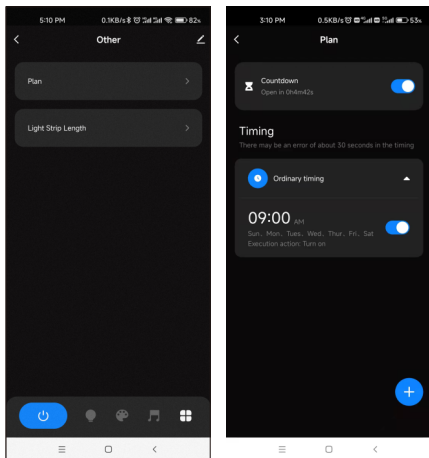 5:10 PM 0.1KB/s 82%
Other
Plan
Light Strip Length
3:10 PM 0.5KB/s 53%
Plan
Countdown
Open in 0h4m42s
Timing
There may be an error of about 30 seconds in the timing
Ordinary timing
09:00 AM
Sun、Mon、Tues、Wed、Thur、Fri、Sat
Execution action: Turn on